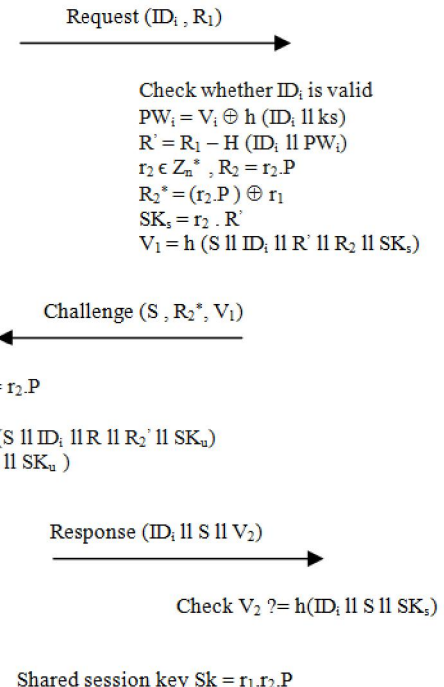 Request (IDᵢ , R₁)
Check whether IDᵢ is valid
PWᵢ = Vᵢ ⊕ h (IDᵢ ll ks)
R' = R₁ – H (IDᵢ ll PWᵢ)
r₂ ϵ Zₙ* , R₂ = r₂.P
R₂* = (r₂.P ) ⊕ r₁
SKₛ = r₂ . R'
V₁ = h (S ll IDᵢ ll R' ll R₂ ll SKₛ)
Challenge (S , R₂*, V₁)
= r₂.P
(S ll IDᵢ ll R ll R₂' ll SKᵤ)
ll SKᵤ )
Response (IDᵢ ll S ll V₂)
Check V₂ ?= h(IDᵢ ll S ll SKₛ)
Shared session key Sk = r₁.r₂.P